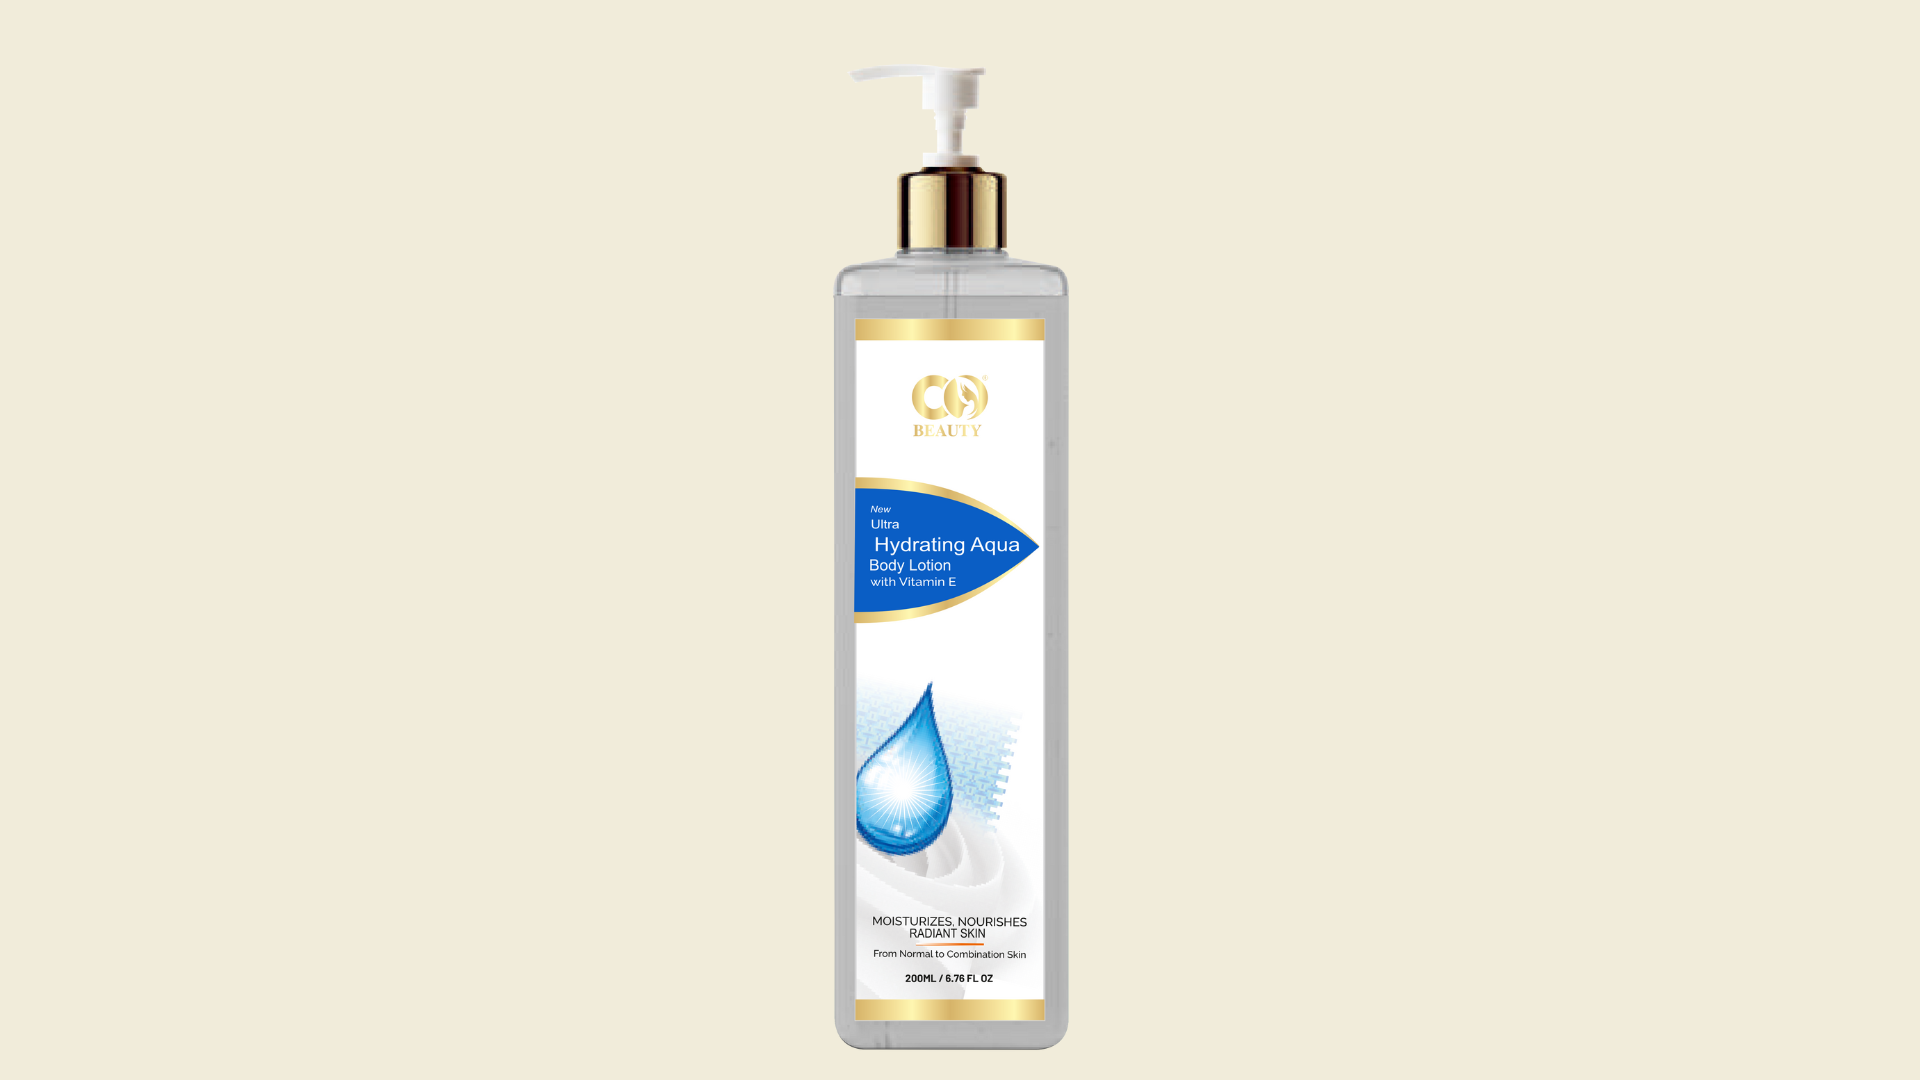 CO®
BEAUTY
New
Ultra
Hydrating Aqua
Body Lotion
with Vitamin E
MOISTURIZES, NOURISHES
RADIANT SKIN
From Normal to Combination Skin
200ML / 6.76 FL OZ